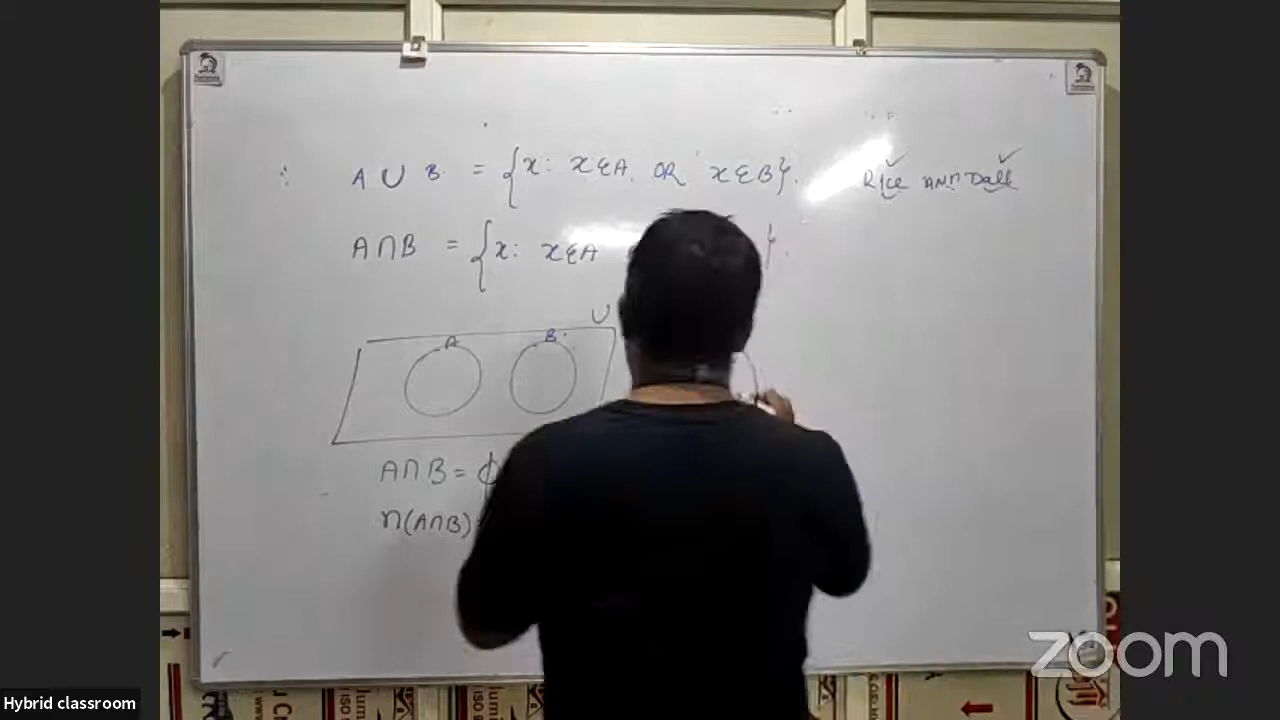 ∴ A ∪ B = {x: x∈A OR x∈B}. Rice AND Dall
A∩B = {x: x∈A }.
U
A B
A∩B = ϕ
n(A∩B)
zoom
Hybrid classroom